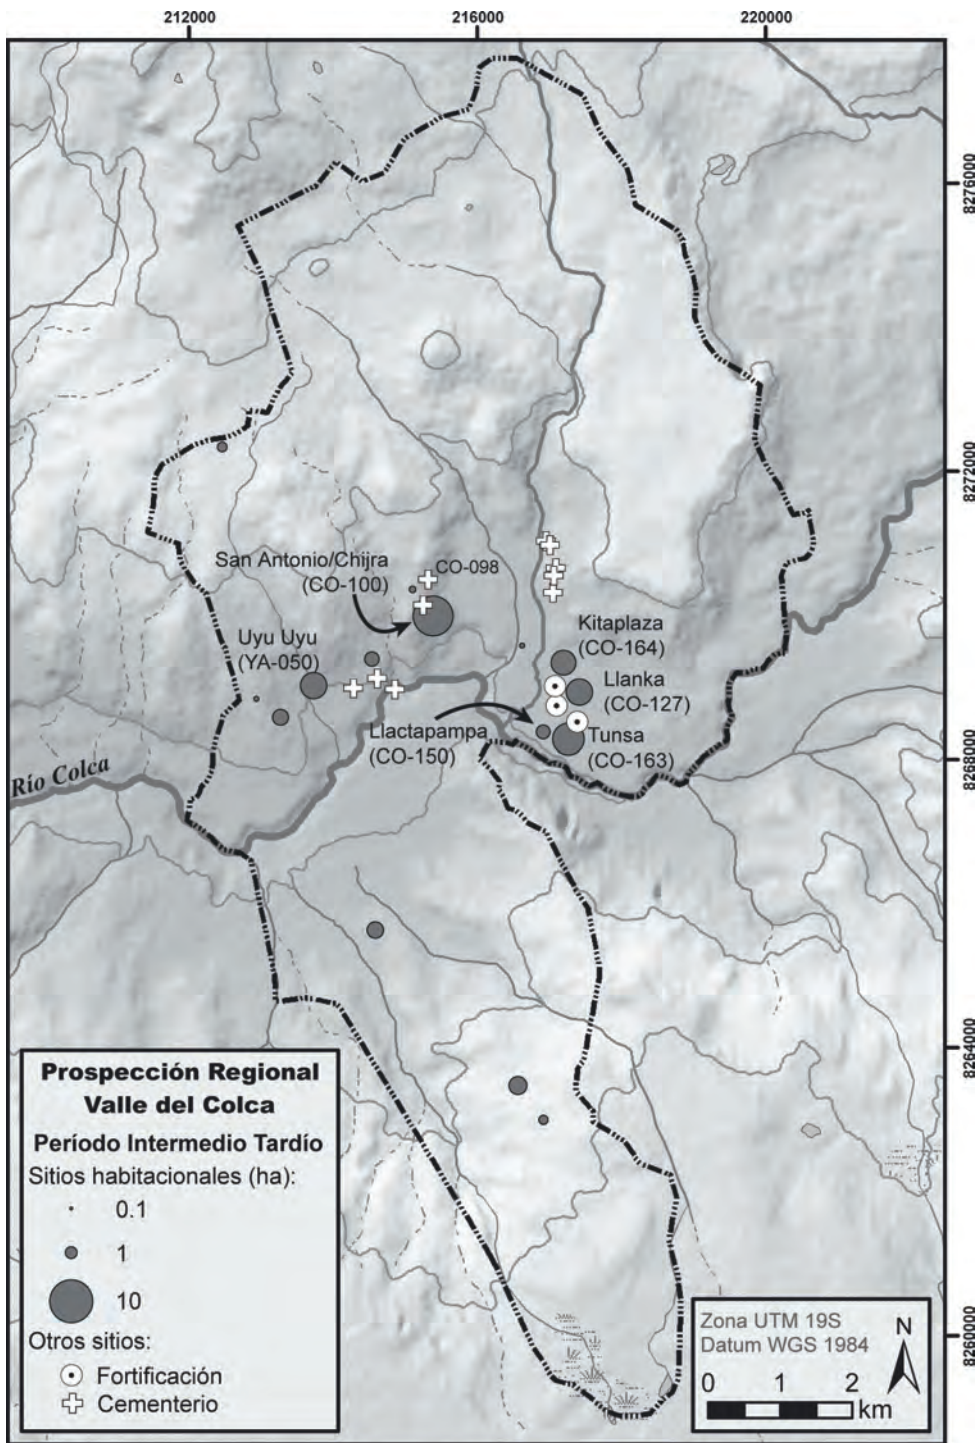 212000
216000
220000
8276000
8272000
San Antonio/Chijra
(CO-100)
CO-098
Uyu Uyu
(YA-050)
Kitaplaza
(CO-164)
Llanka
(CO-127)
Llactapampa
(CO-150)
Tunsa
(CO-163)
8268000
Río Colca
8264000
8260000
Prospección Regional
Valle del Colca
Período Intermedio Tardío
Sitios habitacionales (ha):
0.1
1
10
Otros sitios:
Fortificación
Cementerio
Zona UTM 19S
Datum WGS 1984
N
0 1 2
km